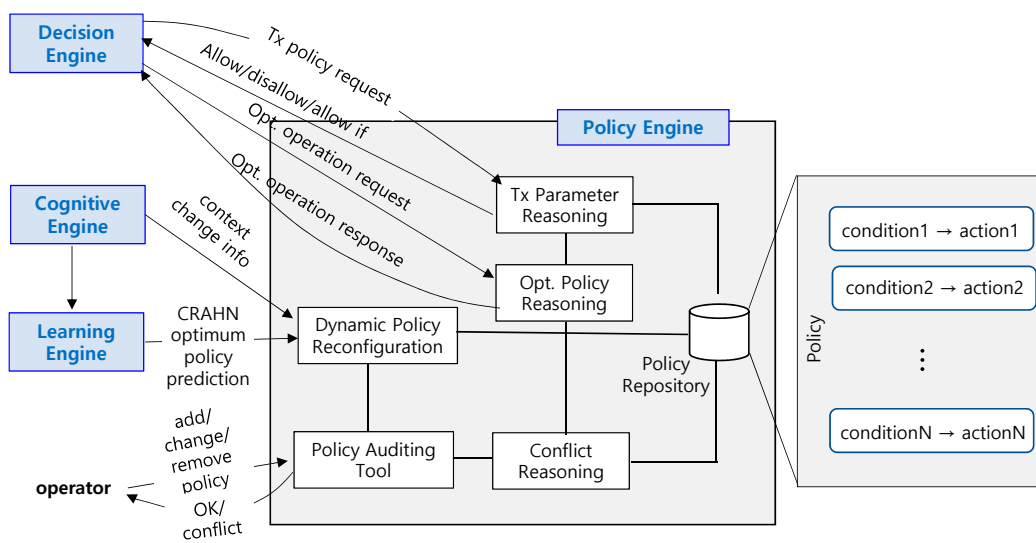 Decision
Engine
Tx policy request
Allow/disallow/allow if
Opt. operation request
Opt. operation response
Policy Engine
Tx Parameter
Reasoning
Cognitive
Engine
context
change info
Opt. Policy
Reasoning
Learning
Engine
CRAHN
optimum
policy
prediction
Dynamic Policy
Reconfiguration
Policy
Repository
Policy
condition1 → action1
condition2 → action2
⋮
conditionN → actionN
add/
change/
remove
policy
operator
OK/
conflict
Policy Auditing
Tool
Conflict
Reasoning